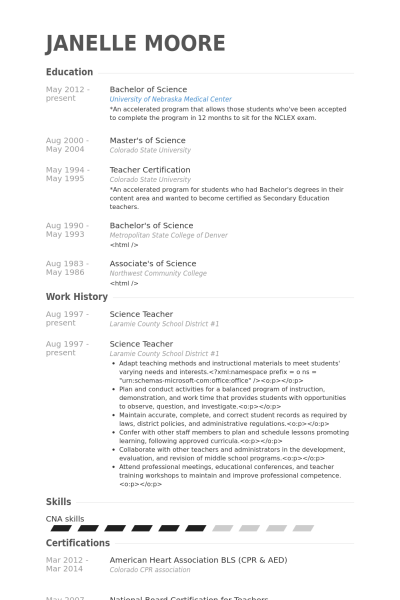 JANELLE MOORE
Education
May 2012 - present
Bachelor of Science
University of Nebraska Medical Center
*An accelerated program that allows those students who've been accepted
to complete the program in 12 months to sit for the NCLEX exam.
Aug 2000 - May 2004
Master's of Science
Colorado State University
May 1994 - May 1995
Teacher Certification
Colorado State University
*An accelerated program for students who had Bachelor's degrees in their
content area and wanted to become certified as Secondary Education
teachers.
Aug 1990 - May 1993
Bachelor's of Science
Metropolitan State College of Denver
<html />
Aug 1983 - May 1986
Associate's of Science
Northwest Community College
<html />
Work History
Aug 1997 - present
Science Teacher
Laramie County School District #1
Aug 1997 - present
Science Teacher
Laramie County School District #1
• Adapt teaching methods and instructional materials to meet students'
varying needs and interests.<?xml:namespace prefix = o ns =
"urn:schemas-microsoft-com:office:office" /><o:p></o:p>
• Plan and conduct activities for a balanced program of instruction,
demonstration, and work time that provides students with opportunities
to observe, question, and investigate.<o:p></o:p>
• Maintain accurate, complete, and correct student records as required by
laws, district policies, and administrative regulations.<o:p></o:p>
• Confer with other staff members to plan and schedule lessons promoting
learning, following approved curricula.<o:p></o:p>
• Collaborate with other teachers and administrators in the development,
evaluation, and revision of middle school programs.<o:p></o:p>
• Attend professional meetings, educational conferences, and teacher
training workshops to maintain and improve professional competence.
<o:p></o:p>
Skills
CNA skills
Certifications
Mar 2012 - Mar 2014
American Heart Association BLS (CPR & AED)
Colorado CPR association
May 2007
National Board Certification for Teachers